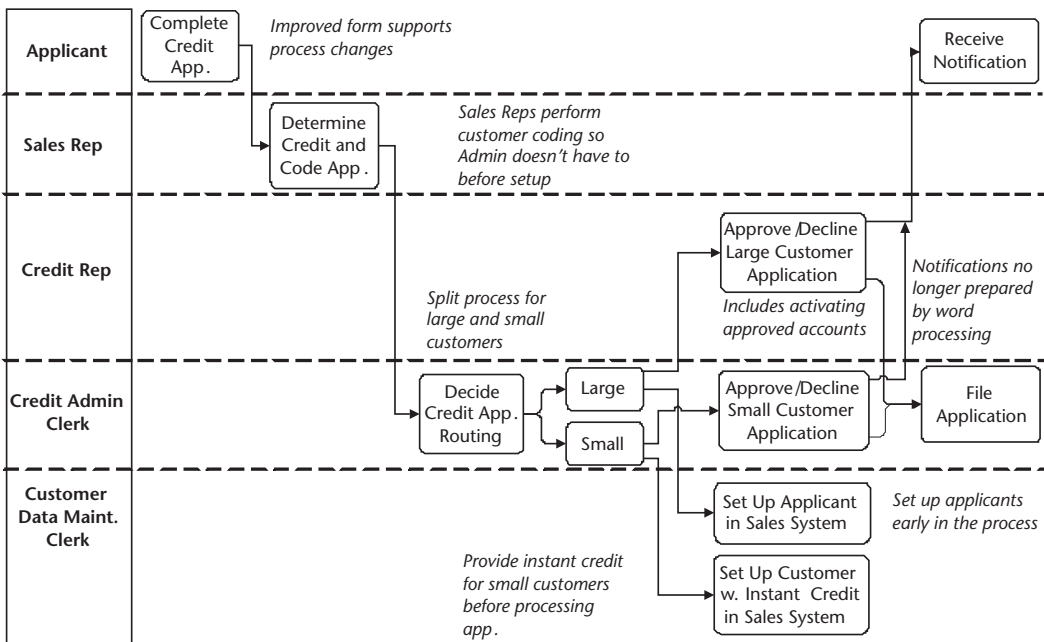 Applicant
Complete
Credit
App.
Improved form supports
process changes
Receive
Notification
Sales Rep
Determine
Credit and
Code App.
Sales Reps perform
customer coding so
Admin doesn't have to
before setup
Credit Rep
Split process for
large and small
customers
Approve/Decline
Large Customer
Application
Includes activating
approved accounts
Notifications no
longer prepared
by word
processing
Credit Admin
Clerk
Decide
Credit App.
Routing
Large
Small
Approve/Decline
Small Customer
Application
File
Application
Customer
Data Maint.
Clerk
Provide instant credit
for small customers
before processing
app.
Set Up Applicant
in Sales System
Set up applicants
early in the process
Set Up Customer
w. Instant Credit
in Sales System